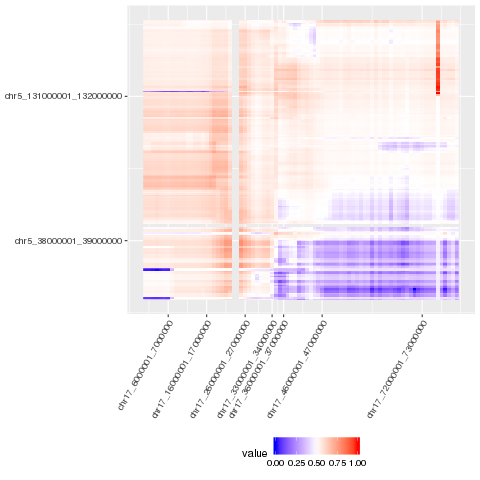 chr5_131000001_132000000
chr5_38000001_39000000
chr17_6000001_7000000
chr17_16000001_17000000
chr17_26000001_27000000
chr17_33000001_34000000
chr17_36000001_37000000
chr17_46000001_47000000
chr17_72000001_73000000
value
0.00 0.25 0.50 0.75 1.00